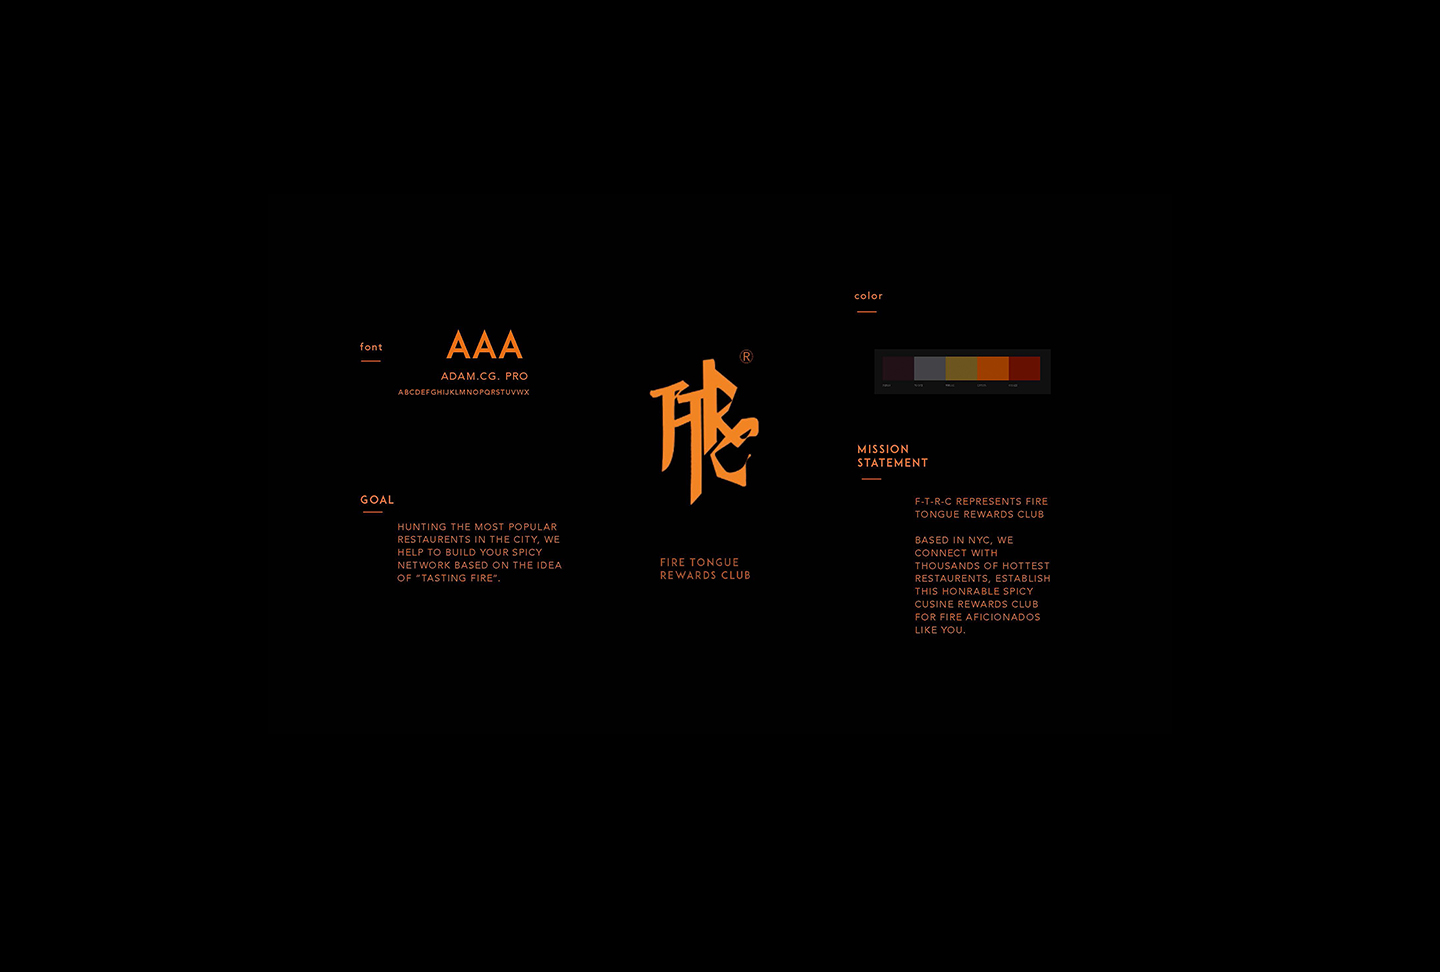 font
AAA
ADAM.CG. PRO
ABCDEFGHIJKLMNOPQRSTUVWX
GOAL
HUNTING THE MOST POPULAR
RESTAURENTS IN THE CITY, WE
HELP TO BUILD YOUR SPICY
NETWORK BASED ON THE IDEA
OF “TASTING FIRE”.
FTRC
®
FIRE TONGUE
REWARDS CLUB
color
MISSION
STATEMENT
F-T-R-C REPRESENTS FIRE
TONGUE REWARDS CLUB
BASED IN NYC, WE
CONNECT WITH
THOUSANDS OF HOTTEST
RESTAURENTS, ESTABLISH
THIS HONRABLE SPICY
CUSINE REWARDS CLUB
FOR FIRE AFICIONADOS
LIKE YOU.